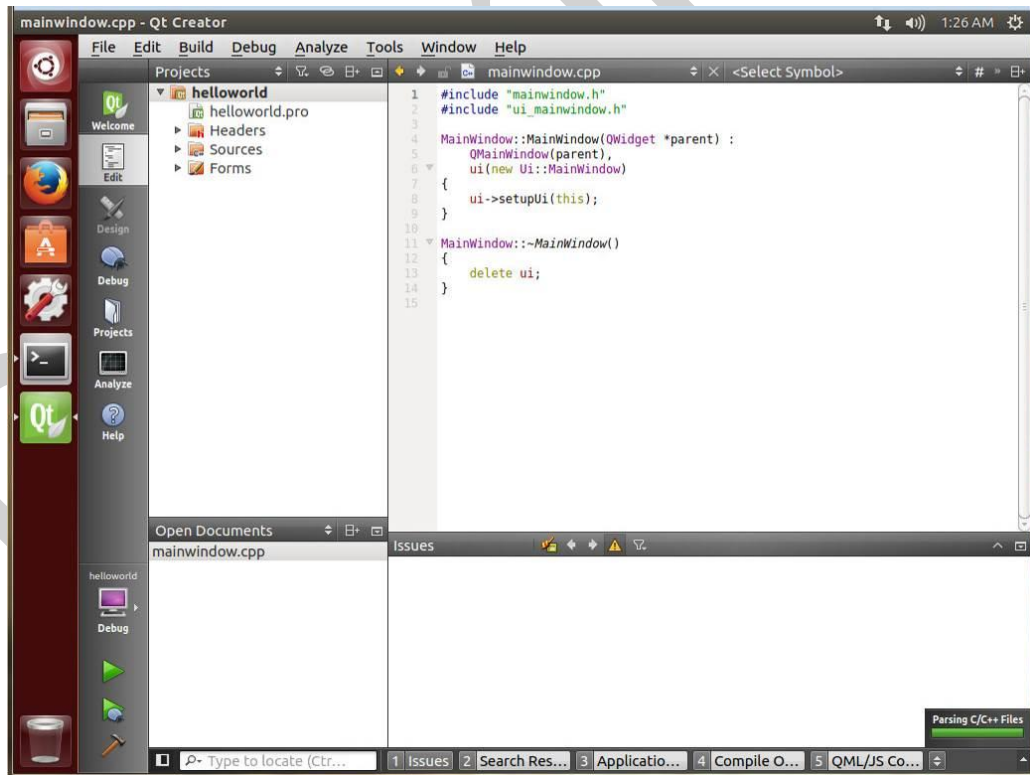 mainwindow.cpp - Qt Creator
1:26 AM
File Edit Build Debug Analyze Tools Window Help
Projects
mainwindow.cpp
<Select Symbol>
#
Welcome
Edit
Design
Debug
Projects
Analyze
Help
helloworld
helloworld.pro
Headers
Sources
Forms
1 #include "mainwindow.h"
2 #include "ui_mainwindow.h"
3
4 MainWindow::MainWindow(QWidget *parent) :
5 QMainWindow(parent),
6 ui(new Ui::MainWindow)
7 {
8 ui->setupUi(this);
9 }
10
11 MainWindow::~MainWindow()
12 {
13 delete ui;
14 }
15
Open Documents
mainwindow.cpp
Issues
helloworld
Debug
Parsing C/C++ Files
Type to locate (Ctr...
1 Issues 2 Search Res... 3 Applicatio... 4 Compile O... 5 QML/JS Co...